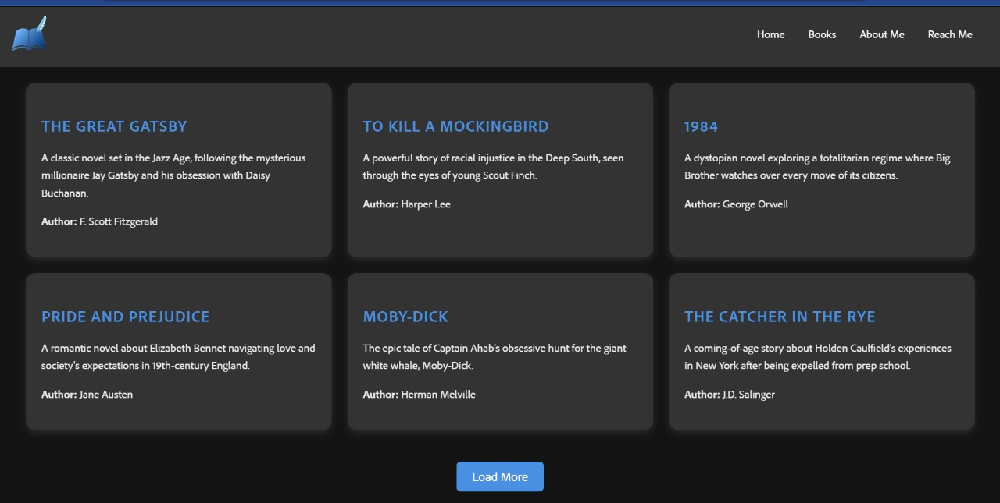 Home Books About Me Reach Me
THE GREAT GATSBY
A classic novel set in the Jazz Age, following the mysterious
millionaire Jay Gatsby and his obsession with Daisy
Buchanan.
Author: F. Scott Fitzgerald
TO KILL A MOCKINGBIRD
A powerful story of racial injustice in the Deep South, seen
through the eyes of young Scout Finch.
Author: Harper Lee
1984
A dystopian novel exploring a totalitarian regime where Big
Brother watches over every move of its citizens.
Author: George Orwell
PRIDE AND PREJUDICE
A romantic novel about Elizabeth Bennet navigating love and
society's expectations in 19th-century England.
Author: Jane Austen
MOBY-DICK
The epic tale of Captain Ahab's obsessive hunt for the giant
white whale, Moby-Dick.
Author: Herman Melville
THE CATCHER IN THE RYE
A coming-of-age story about Holden Caulfield's experiences
in New York after being expelled from prep school.
Author: J.D. Salinger
Load More